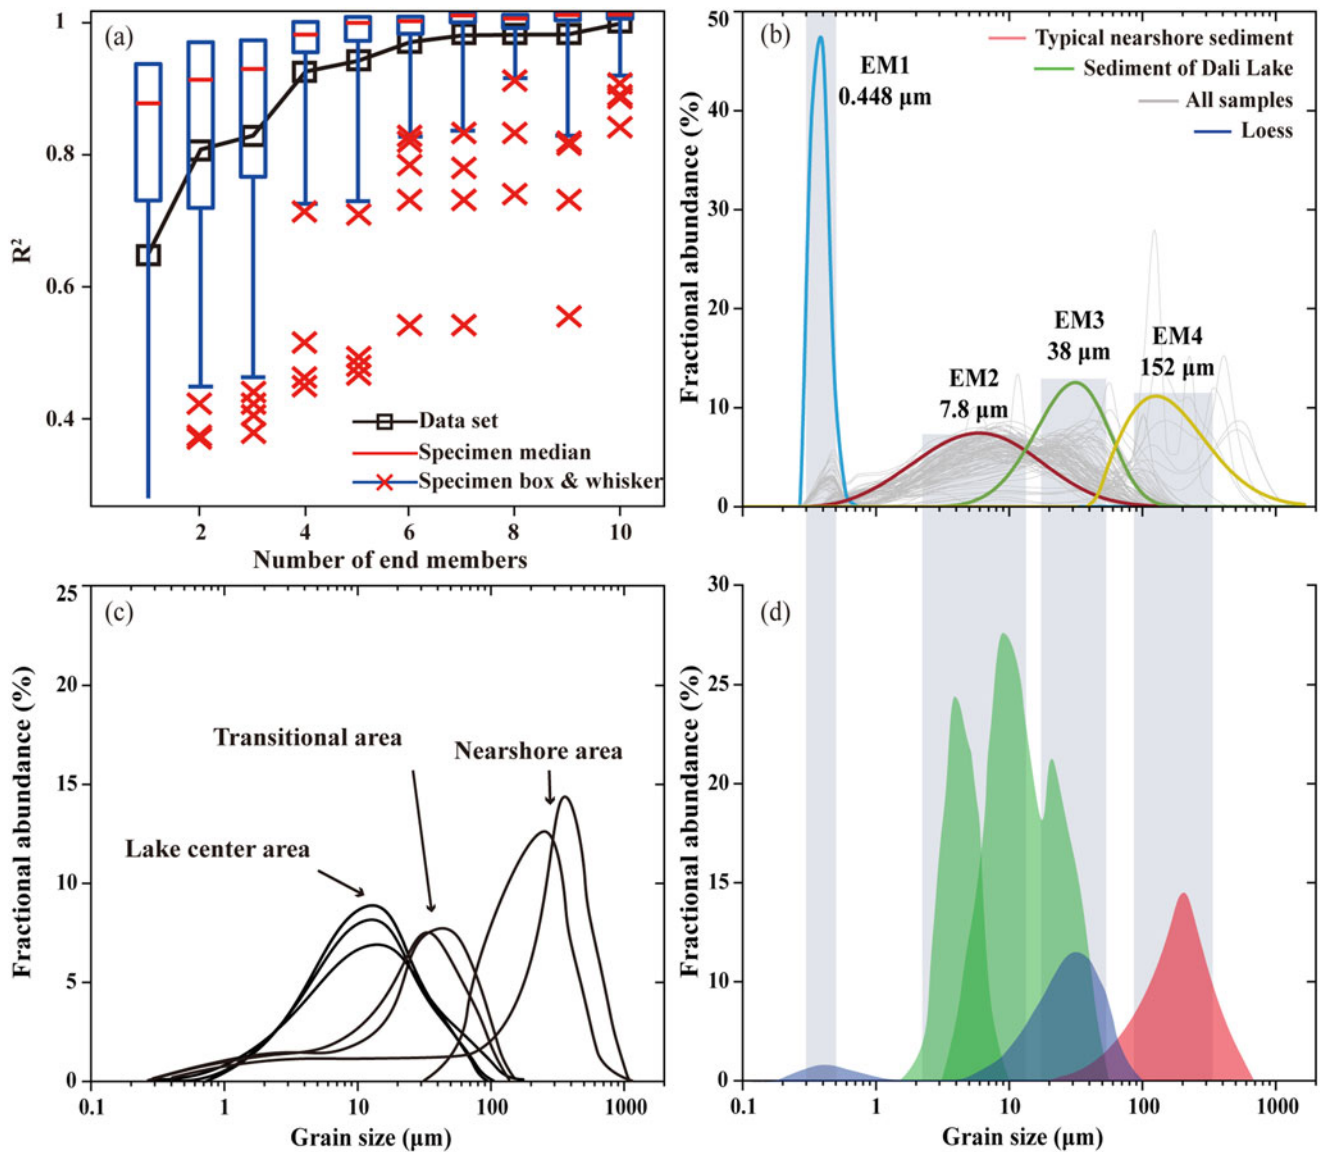 (a)
1
0.8
0.6
0.4
R²
2 4 6 8 10
Number of end members
Data set
Specimen median
Specimen box & whisker
(b)
50
40
30
20
10
0
Fractional abundance (%)
EM1
0.448 μm
EM2
7.8 μm
EM3
38 μm
EM4
152 μm
Typical nearshore sediment
Sediment of Dali Lake
All samples
Loess
1 10 100 1000
(c)
25
20
15
10
5
0
Fractional abundance (%)
Transitional area
Nearshore area
Lake center area
0.1 1 10 100 1000
Grain size (μm)
(d)
30
30
25
20
15
10
0
Fractional abundance (%)
0.1 1 10 100 1000
Grain size (μm)